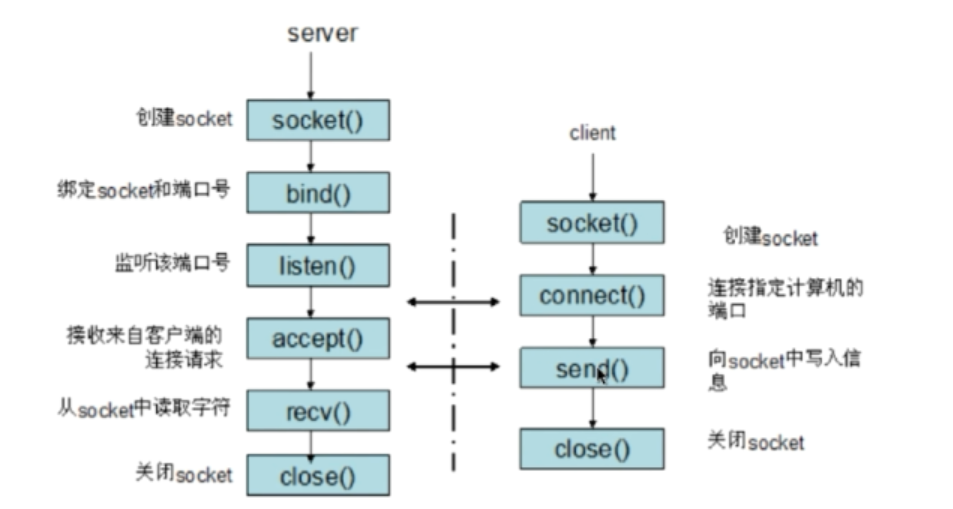 server
创建socket
socket()
绑定socket和端口号
bind()
监听该端口号
listen()
接收来自客户端的
连接请求
accept()
从socket中读取字符
recv()
关闭socket
close()
client
socket()
创建socket
connect()
连接指定计算机的
端口
send()
向socket中写入信
息
close()
关闭socket